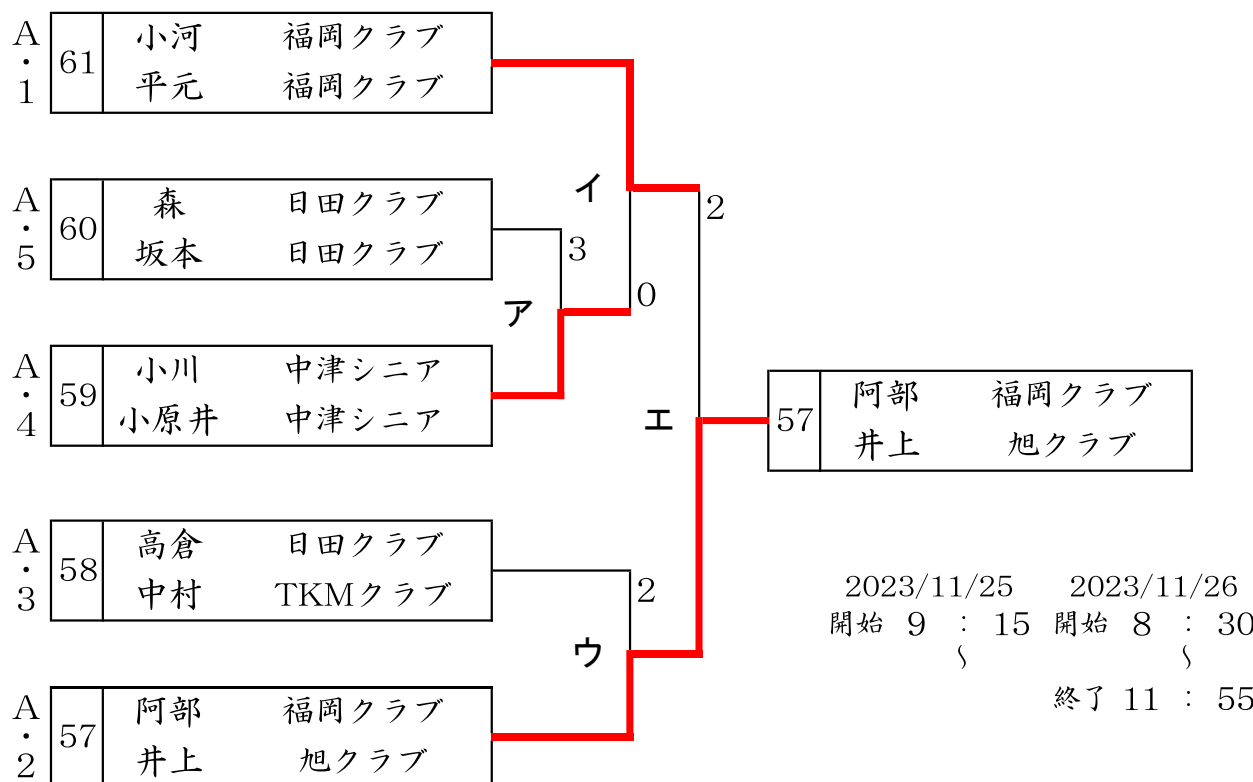 A・1 61 小河 福岡クラブ
平元 福岡クラブ
A・5 60 森 日田クラブ
坂本 日田クラブ
イ
2
3
ア
0
A・4 59 小川 中津シニア
小原井 中津シニア
エ
57 阿部 福岡クラブ
井上 旭クラブ
A・3 58 高倉 日田クラブ
中村 TKMクラブ
2
ウ
2023/11/25 2023/11/26
開始 9 : 15 開始 8 : 30
~ ~
終了 11 : 55
A・2 57 阿部 福岡クラブ
井上 旭クラブ